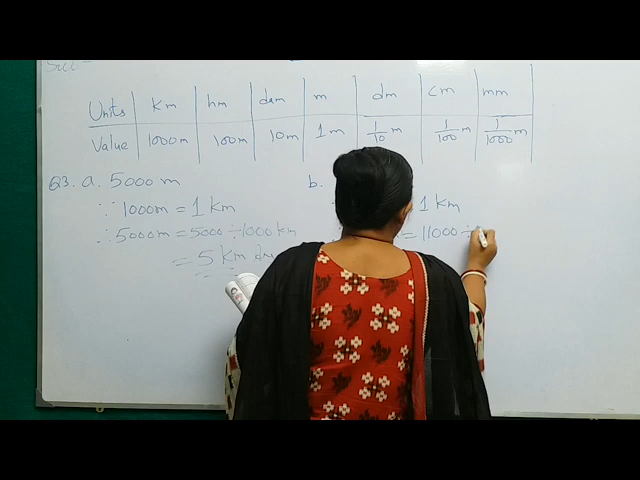 Units Km hm dam m dm cm mm
Value 1000m 100m 10m 1m 1/10 m 1/100 m 1/1000 m
Q3. a. 5000 m
∵ 1000m = 1 Km
∴ 5000m = 5000 ÷ 1000 km
= 5 Km
b.
1 Km
= 11000 ÷